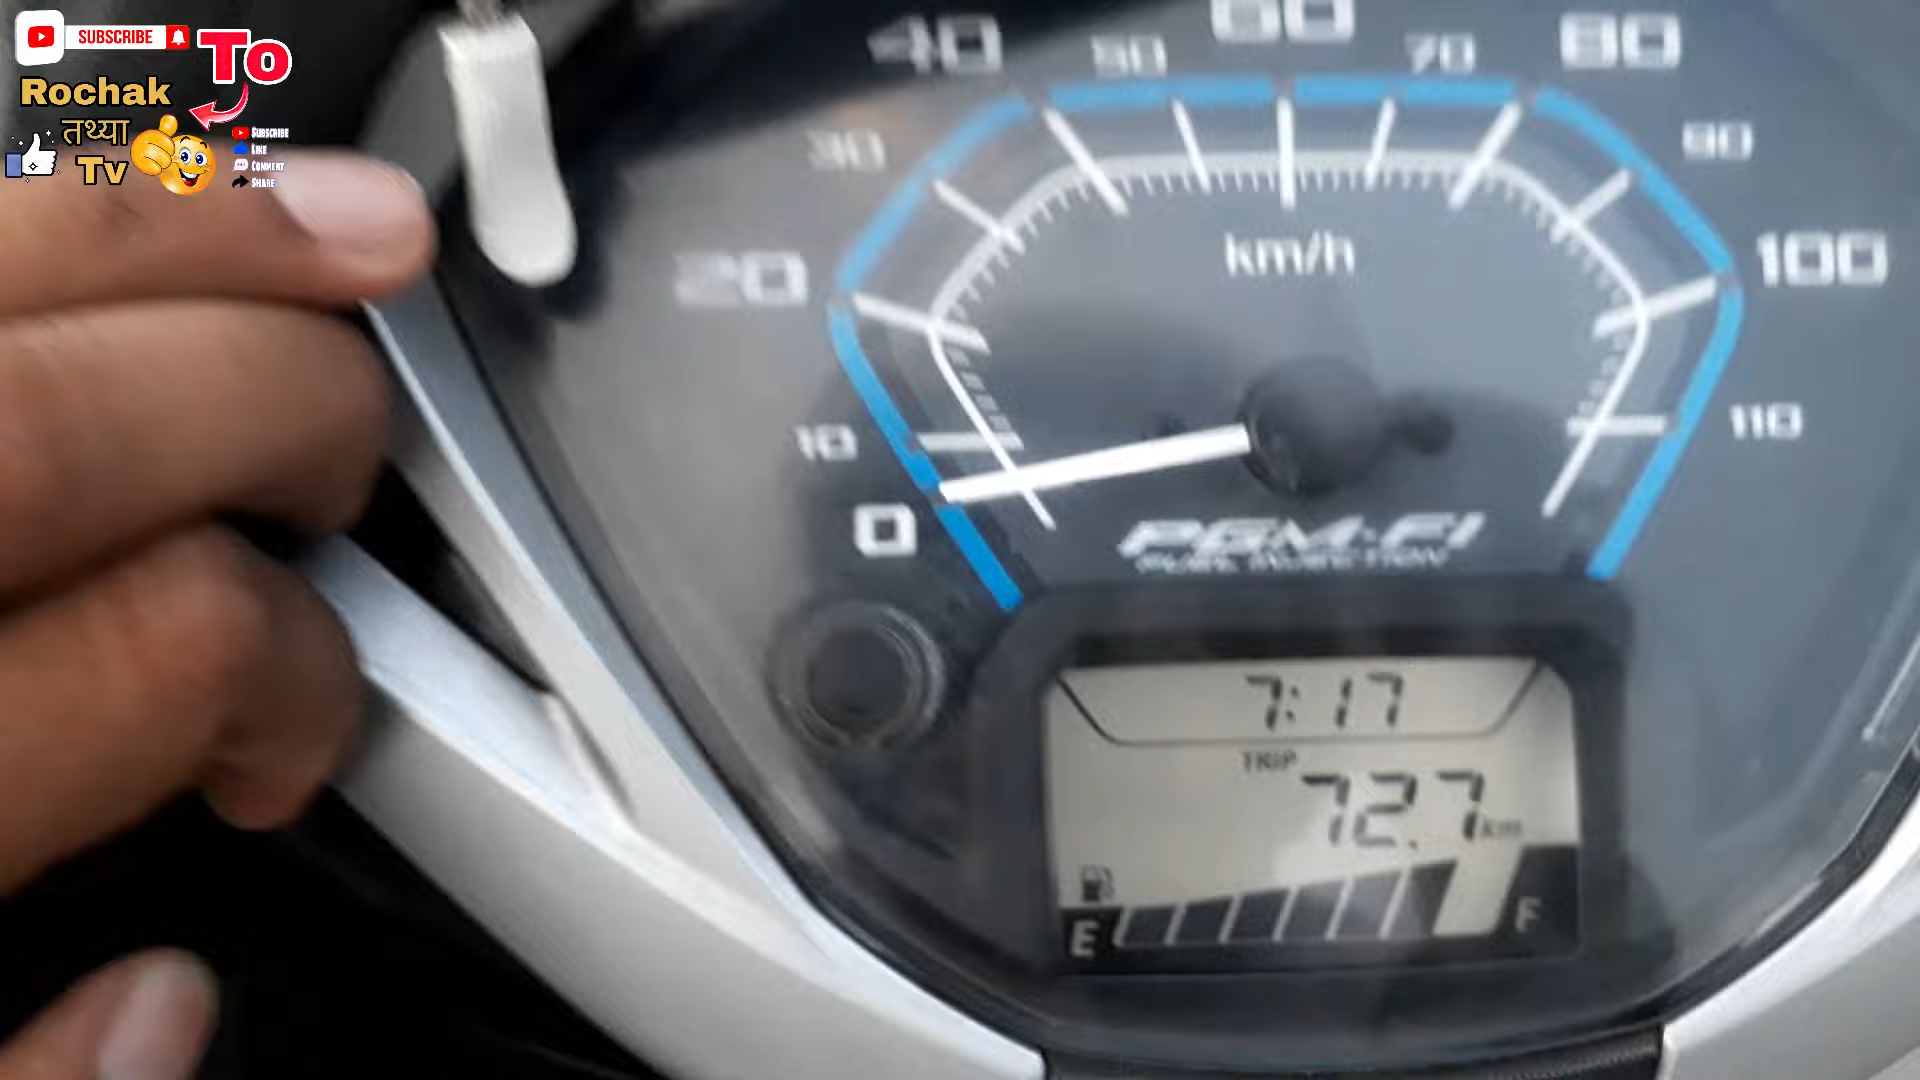 SUBSCRIBE
To
Rochak
तथ्या
Tv
SUBSCRIBE
LIKE
COMMENT
SHARE
0
10
20
30
40
50
60
70
80
90
100
110
km/h
PGM-FI
FUEL INJECTION
7:17
TRIP
72.7 km
E
F